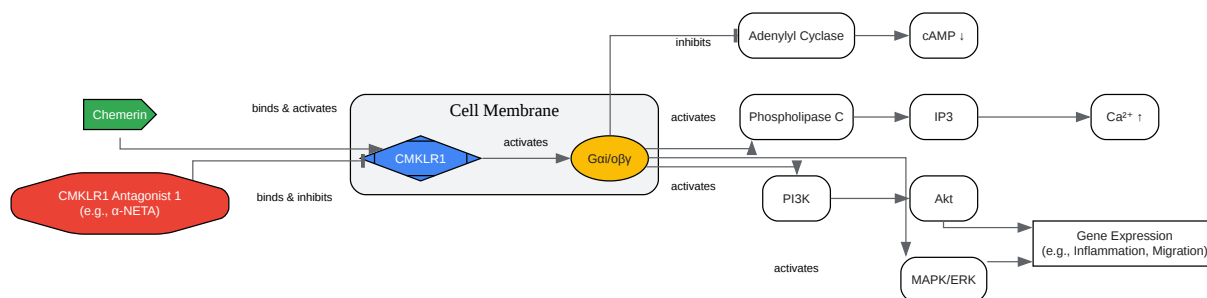 inhibits
Adenylyl Cyclase
cAMP ↓
Chemerin
binds & activates
Cell Membrane
activates
Phospholipase C
IP3
Ca²⁺ ↑
CMKLR1
activates
Gαi/oβγ
CMKLR1 Antagonist 1
(e.g., α-NETA)
binds & inhibits
activates
PI3K
Akt
Gene Expression
(e.g., Inflammation, Migration)
activates
MAPK/ERK